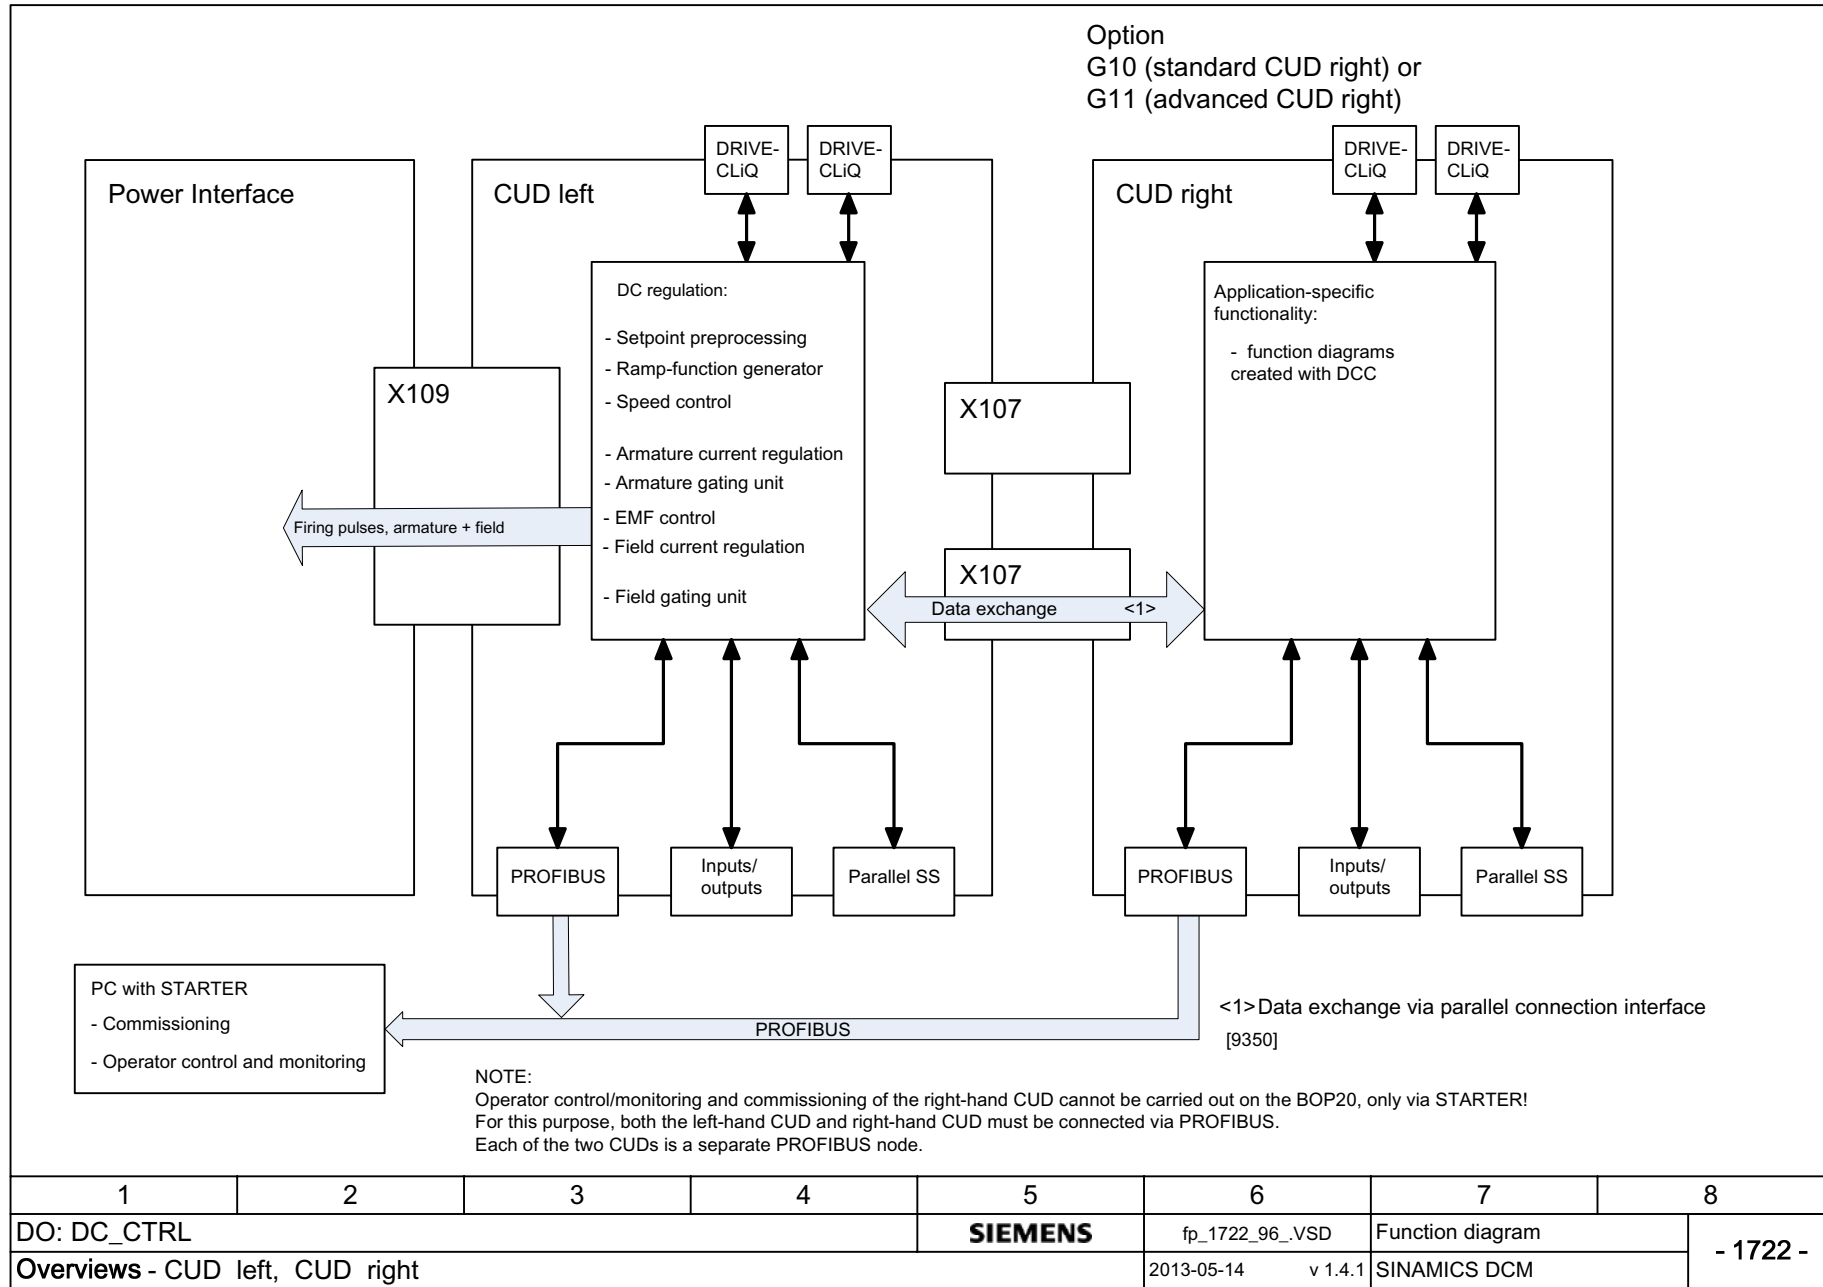 Option
G10 (standard CUD right) or
G11 (advanced CUD right)
Power Interface
CUD left
DRIVE-
CLiQ
DRIVE-
CLiQ
CUD right
DRIVE-
CLiQ
DRIVE-
CLiQ
DC regulation:
- Setpoint preprocessing
- Ramp-function generator
- Speed control
- Armature current regulation
- Armature gating unit
- EMF control
- Field current regulation
- Field gating unit
Application-specific
functionality:
- function diagrams
created with DCC
X109
X107
Firing pulses, armature + field
X107
Data exchange <1>
PROFIBUS
Inputs/
outputs
Parallel SS
PROFIBUS
Inputs/
outputs
Parallel SS
PC with STARTER
- Commissioning
- Operator control and monitoring
PROFIBUS
<1>Data exchange via parallel connection interface
[9350]
NOTE:
Operator control/monitoring and commissioning of the right-hand CUD cannot be carried out on the BOP20, only via STARTER!
For this purpose, both the left-hand CUD and right-hand CUD must be connected via PROFIBUS.
Each of the two CUDs is a separate PROFIBUS node.
1 2 3 4 5 6 7 8
DO: DC_CTRL
SIEMENS
fp_1722_96_.VSD
Function diagram
- 1722 -
Overviews - CUD left, CUD right
2013-05-14 v 1.4.1
SINAMICS DCM